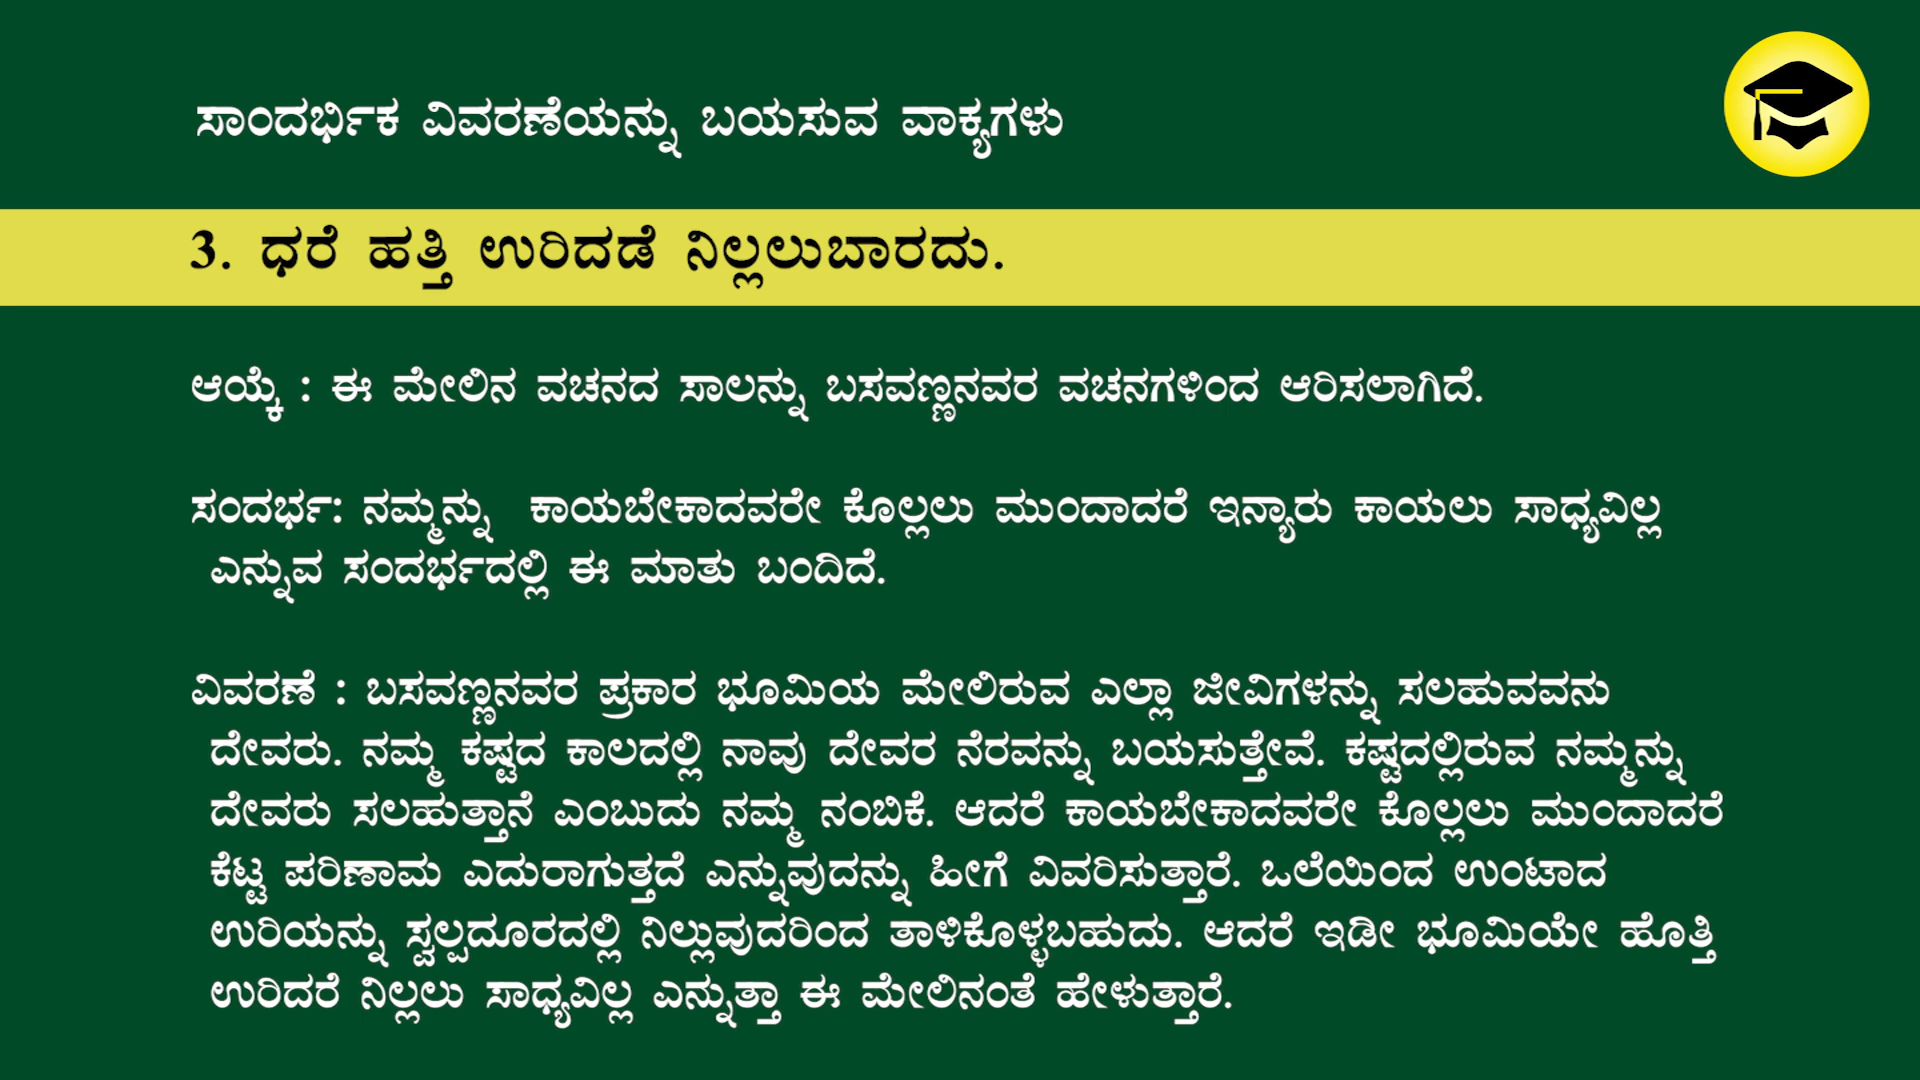 ಸಾಂದರ್ಭಿಕ ವಿವರಣೆಯನ್ನು ಬಯಸುವ ವಾಕ್ಯಗಳು
3. ಧರೆ ಹತ್ತಿ ಉರಿದಡೆ ನಿಲ್ಲಲುಬಾರದು.
ಆಯ್ಕೆ : ಈ ಮೇಲಿನ ವಚನದ ಸಾಲನ್ನು ಬಸವಣ್ಣನವರ ವಚನಗಳಿಂದ ಆರಿಸಲಾಗಿದೆ.
ಸಂದರ್ಭ: ನಮ್ಮನ್ನು ಕಾಯಬೇಕಾದವರೇ ಕೊಲ್ಲಲು ಮುಂದಾದರೆ ಇನ್ಯಾರು ಕಾಯಲು ಸಾಧ್ಯವಿಲ್ಲ
ಎನ್ನುವ ಸಂದರ್ಭದಲ್ಲಿ ಈ ಮಾತು ಬಂದಿದೆ.
ವಿವರಣೆ : ಬಸವಣ್ಣನವರ ಪ್ರಕಾರ ಭೂಮಿಯ ಮೇಲಿರುವ ಎಲ್ಲಾ ಜೀವಿಗಳನ್ನು ಸಲಹುವವನು
ದೇವರು. ನಮ್ಮ ಕಷ್ಟದ ಕಾಲದಲ್ಲಿ ನಾವು ದೇವರ ನೆರವನ್ನು ಬಯಸುತ್ತೇವೆ. ಕಷ್ಟದಲ್ಲಿರುವ ನಮ್ಮನ್ನು
ದೇವರು ಸಲಹುತ್ತಾನೆ ಎಂಬುದು ನಮ್ಮ ನಂಬಿಕೆ. ಆದರೆ ಕಾಯಬೇಕಾದವರೇ ಕೊಲ್ಲಲು ಮುಂದಾದರೆ
ಕೆಟ್ಟ ಪರಿಣಾಮ ಎದುರಾಗುತ್ತದೆ ಎನ್ನುವುದನ್ನು ಹೀಗೆ ವಿವರಿಸುತ್ತಾರೆ. ಒಲೆಯಿಂದ ಉಂಟಾದ
ಉರಿಯನ್ನು ಸ್ವಲ್ಪದೂರದಲ್ಲಿ ನಿಲ್ಲುವುದರಿಂದ ತಾಳಿಕೊಳ್ಳಬಹುದು. ಆದರೆ ಇಡೀ ಭೂಮಿಯೇ ಹೊತ್ತಿ
ಉರಿದರೆ ನಿಲ್ಲಲು ಸಾಧ್ಯವಿಲ್ಲ ಎನ್ನುತ್ತಾ ಈ ಮೇಲಿನಂತೆ ಹೇಳುತ್ತಾರೆ.